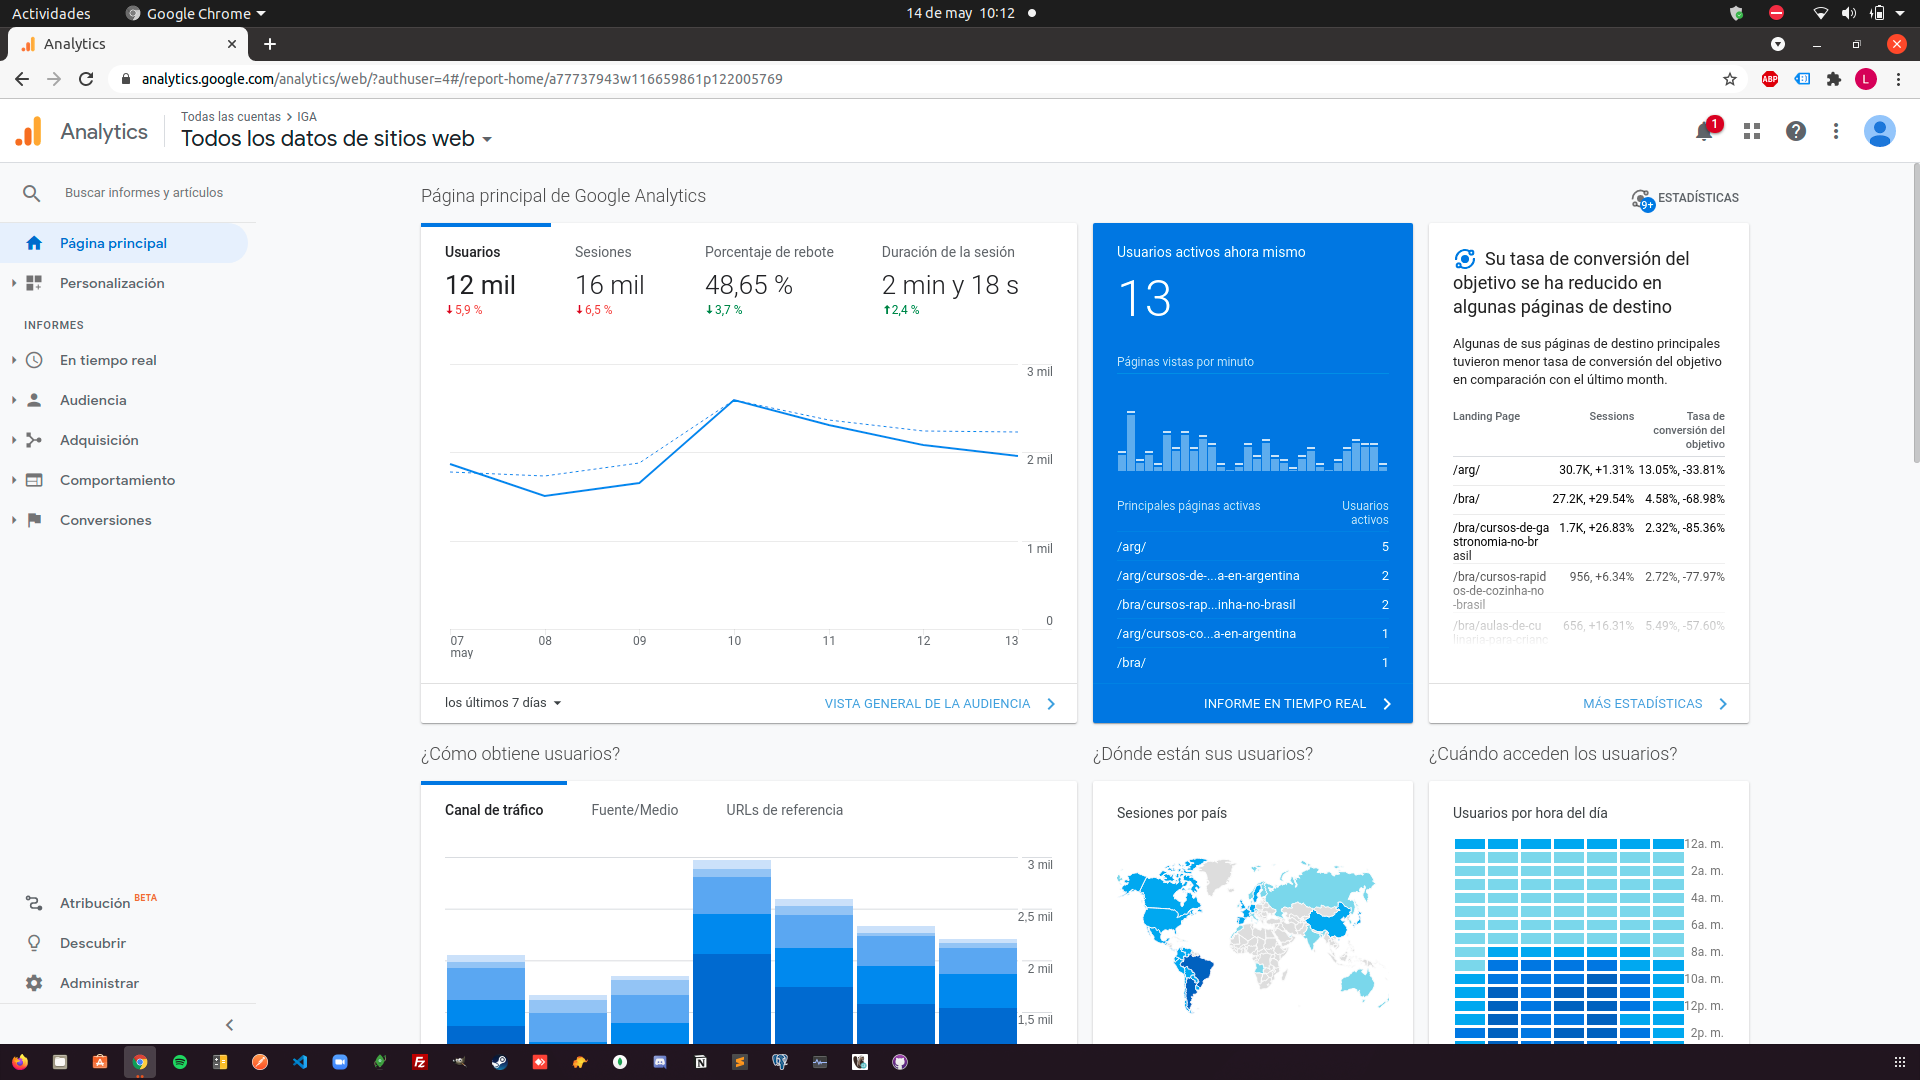 Actividades
Google Chrome
14 de may 10:12
Analytics
analytics.google.com/analytics/web/?authuser=4#/report-home/a77737943w116659861p122005769
ABP
L
Analytics
Todas las cuentas > IGA
Todos los datos de sitios web
1
Buscar informes y artículos
Página principal
Personalización
INFORMES
En tiempo real
Audiencia
Adquisición
Comportamiento
Conversiones
Atribución BETA
Descubrir
Administrar
Página principal de Google Analytics
9+ ESTADÍSTICAS
Usuarios
12 mil
5,9 %
Sesiones
16 mil
6,5 %
Porcentaje de rebote
48,65 %
3,7 %
Duración de la sesión
2 min y 18 s
2,4 %
3 mil
2 mil
1 mil
0
07 08 09 10 11 12 13
may
los últimos 7 días
VISTA GENERAL DE LA AUDIENCIA
Usuarios activos ahora mismo
13
Páginas vistas por minuto
Principales páginas activas
Usuarios
activos
/arg/ 5
/arg/cursos-de-...a-en-argentina 2
/bra/cursos-rap...inha-no-brasil 2
/arg/cursos-co...a-en-argentina 1
/bra/ 1
INFORME EN TIEMPO REAL
Su tasa de conversión del
objetivo se ha reducido en
algunas páginas de destino
Algunas de sus páginas de destino principales
tuvieron menor tasa de conversión del objetivo
en comparación con el último month.
Landing Page
Sessions
Tasa de
conversión del
objetivo
/arg/ 30.7K, +1.31% 13.05%, -33.81%
/bra/ 27.2K, +29.54% 4.58%, -68.98%
/bra/cursos-de-ga 1.7K, +26.83% 2.32%, -85.36%
stronomia-no-br
asil
/bra/cursos-rapid 956, +6.34% 2.72%, -77.97%
os-de-cozinha-no
-brasil
/bra/aulas-de-cu 656, +16.31% 5.49%, -57.60%
linaria-para-crianc
MÁS ESTADÍSTICAS
¿Cómo obtiene usuarios?
Canal de tráfico
Fuente/Medio
URLs de referencia
3 mil
2,5 mil
2 mil
1,5 mil
¿Dónde están sus usuarios?
Sesiones por país
¿Cuándo acceden los usuarios?
Usuarios por hora del día
12a. m.
2a. m.
4a. m.
6a. m.
8a. m.
10a. m.
12p. m.
2p. m.